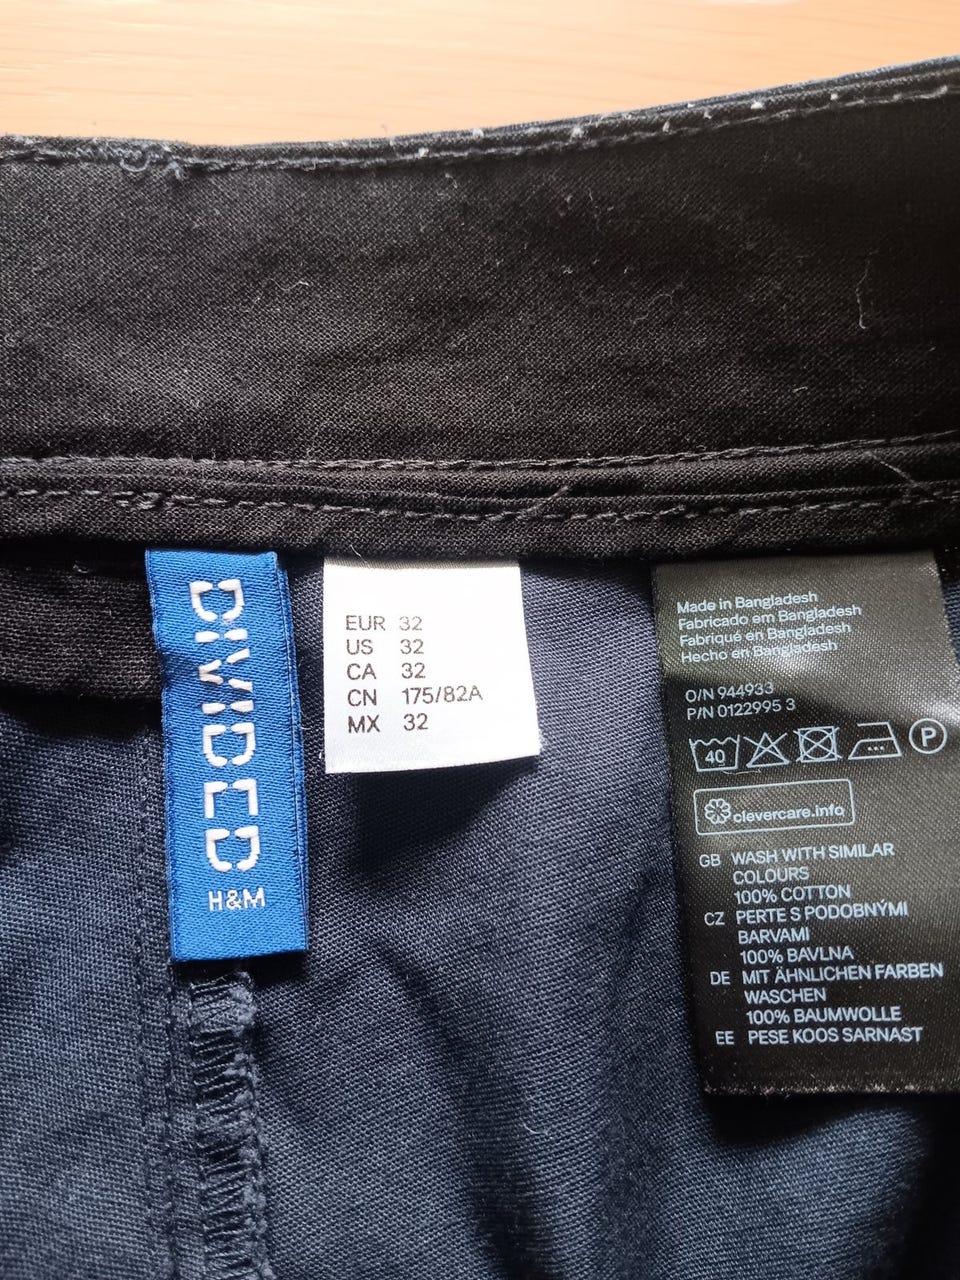 DIVIDED
H&M
EUR 32
US 32
CA 32
CN 175/82A
MX 32
Made in Bangladesh
Fabricado em Bangladesh
Fabriqué en Bangladesh
Hecho en Bangladesh
O/N 944933
P/N 0122995 3
40 P
clevercare.info
GB WASH WITH SIMILAR
COLOURS
100% COTTON
CZ PERTE S PODOBNÝMI
BARVAMI
100% BAVLNA
DE MIT ÄHNLICHEN FARBEN
WASCHEN
100% BAUMWOLLE
EE PESE KOOS SARNAST